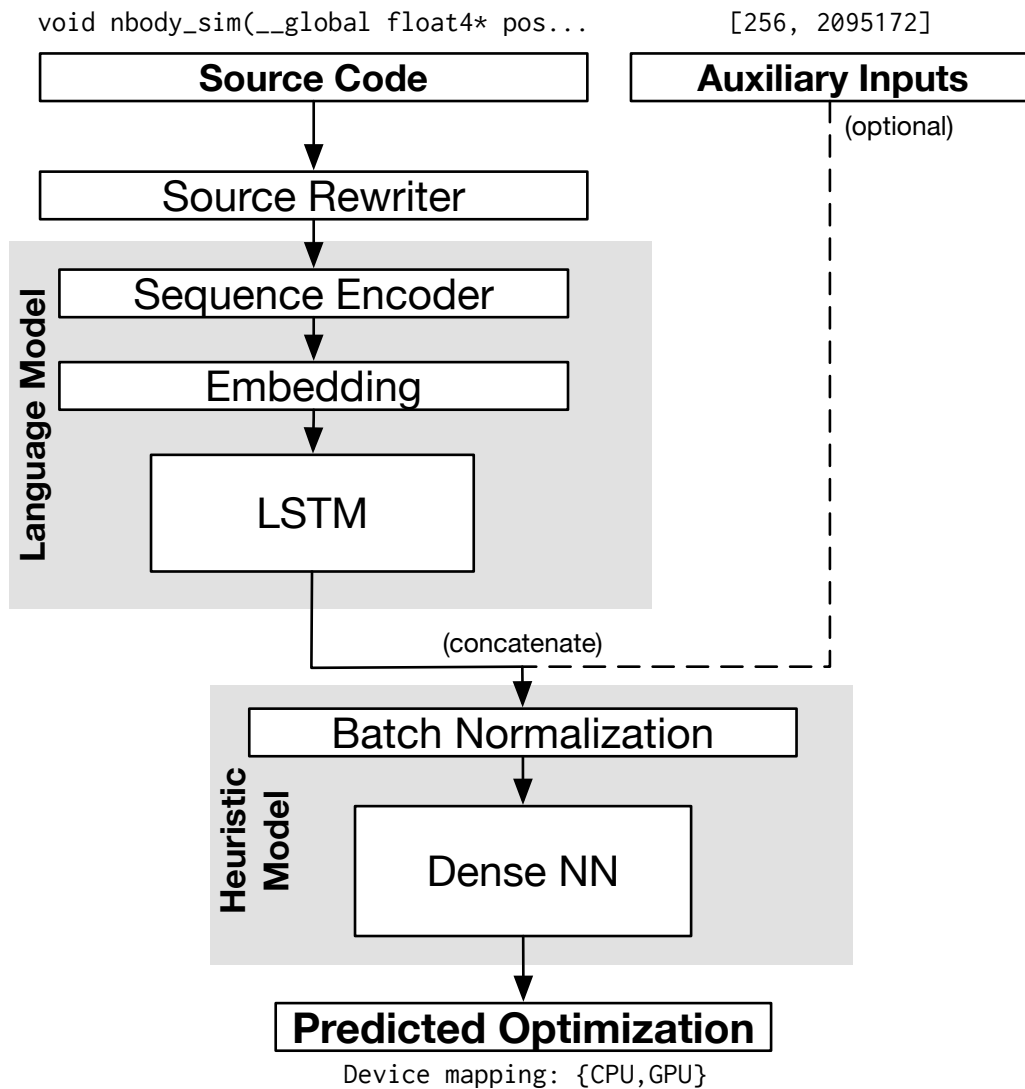 void nbody_sim(__global float4* pos...
[256, 2095172]
Source Code
Auxiliary Inputs
(optional)
Source Rewriter
Language Model
Sequence Encoder
Embedding
LSTM
(concatenate)
Heuristic
Model
Batch Normalization
Dense NN
Predicted Optimization
Device mapping: {CPU,GPU}